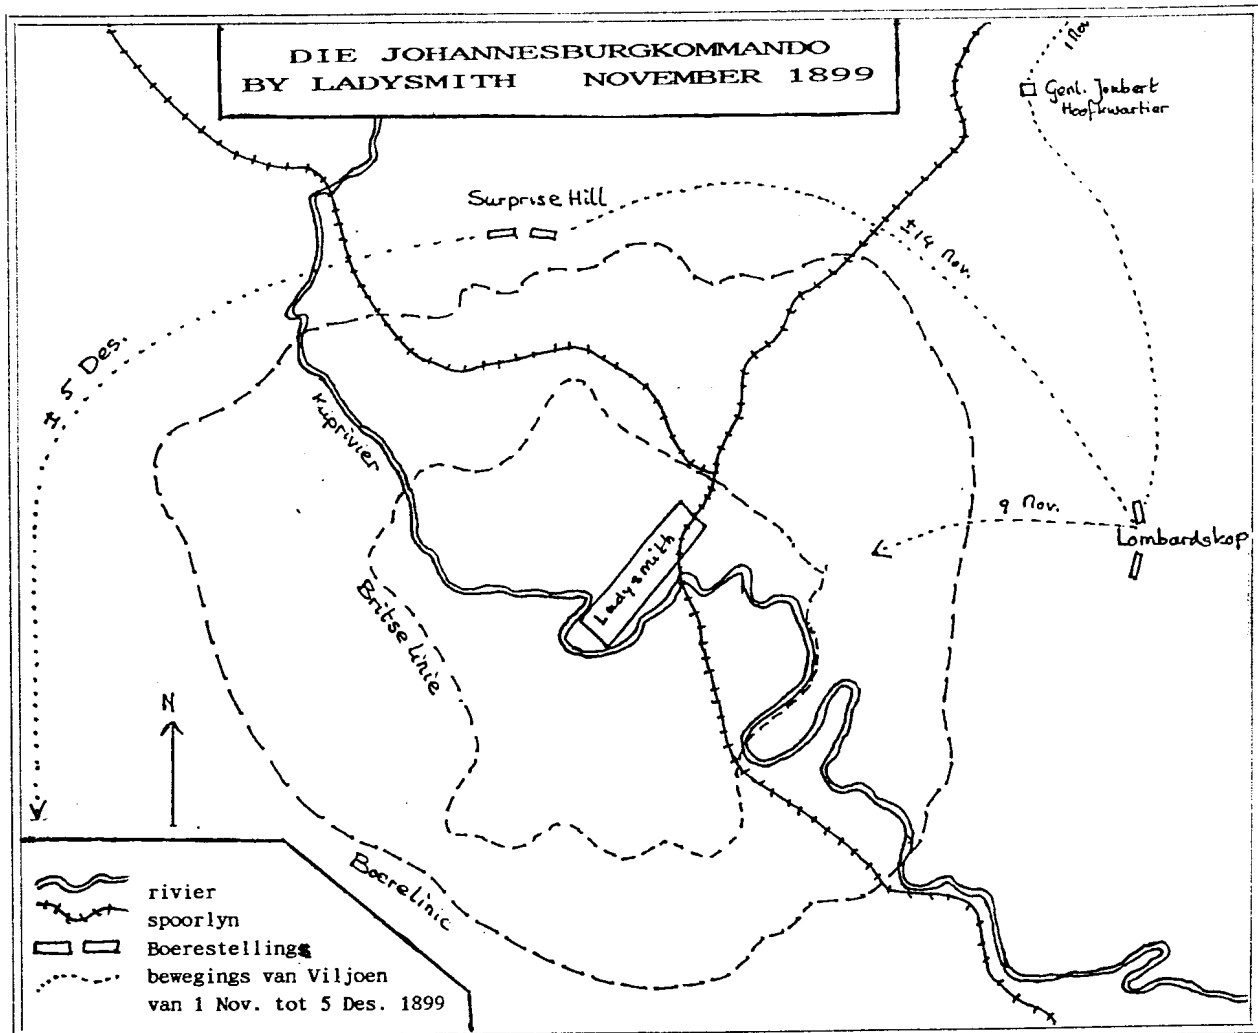 DIE JOHANNESBURGKOMMANDO
BY LADYSMITH NOVEMBER 1899
1 Nov
Genl. Joubert
Hoofkwartier
Surprise Hill
±14 Nov.
± 5 Des.
Kliprivier
9 Nov.
Lombardskop
Ladysmith
Britse linie
N
Boerelinie
rivier
spoorlyn
Boerestellings
bewegings van Viljoen
van 1 Nov. tot 5 Des. 1899